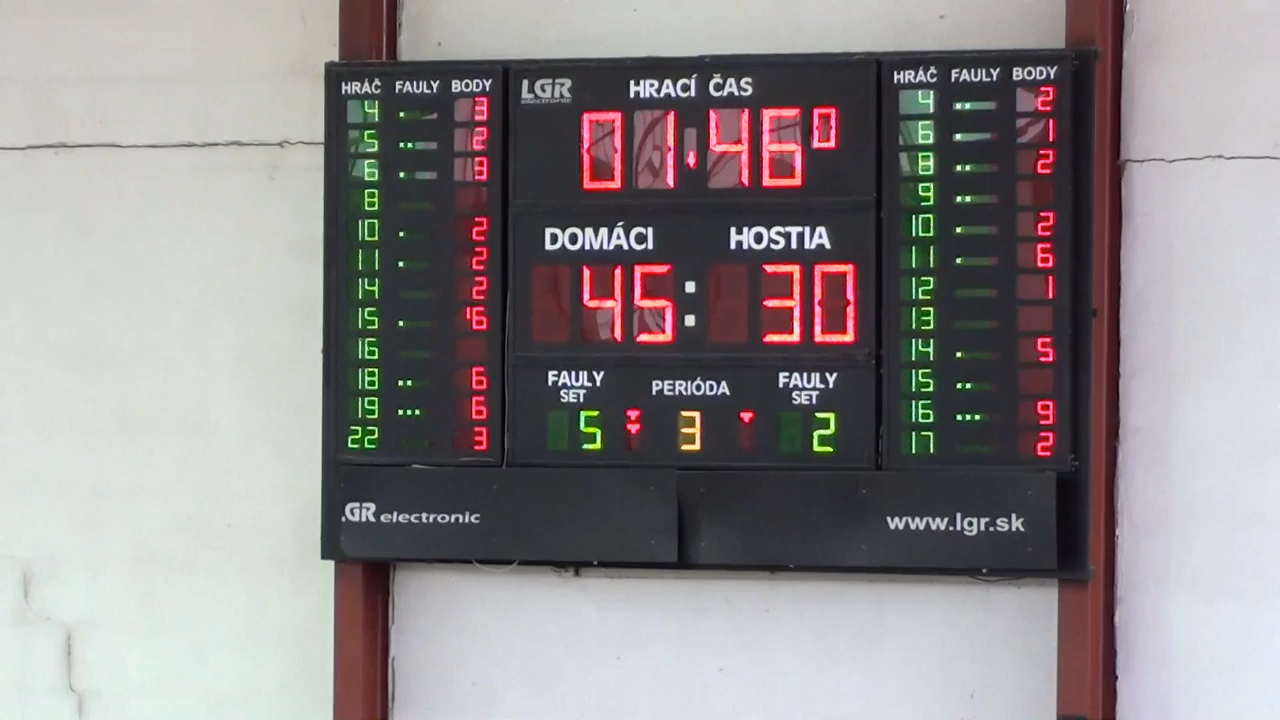 HRÁČ FAULY BODY
4 3
5 2
6 3
8
10 2
11 2
14 2
15 16
16
18 6
19 6
22 3
LGR electronic
HRACÍ ČAS
01:46 0
DOMÁCI HOSTIA
45:30
FAULY SET PERIÓDA FAULY SET
5 3 2
HRÁČ FAULY BODY
4 2
6 1
8 2
9
10 2
11 6
12 1
13
14 5
15
16 9
17 2
LGR electronic
www.lgr.sk